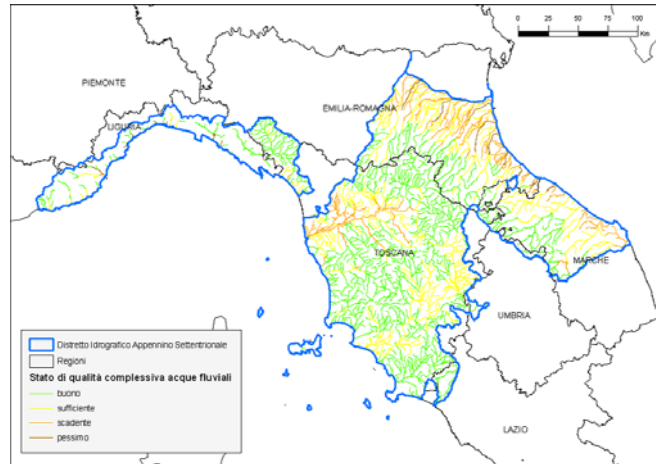 0 25 50 75 100
Km
PIEMONTE
EMILIA-ROMAGNA
LIGURIA
TOSCANA
MARCHE
UMBRIA
LAZIO
Distretto Idrografico Appennino Settentrionale
Regioni
Stato di qualità complessiva acque fluviali
buono
sufficiente
scadente
pessimo